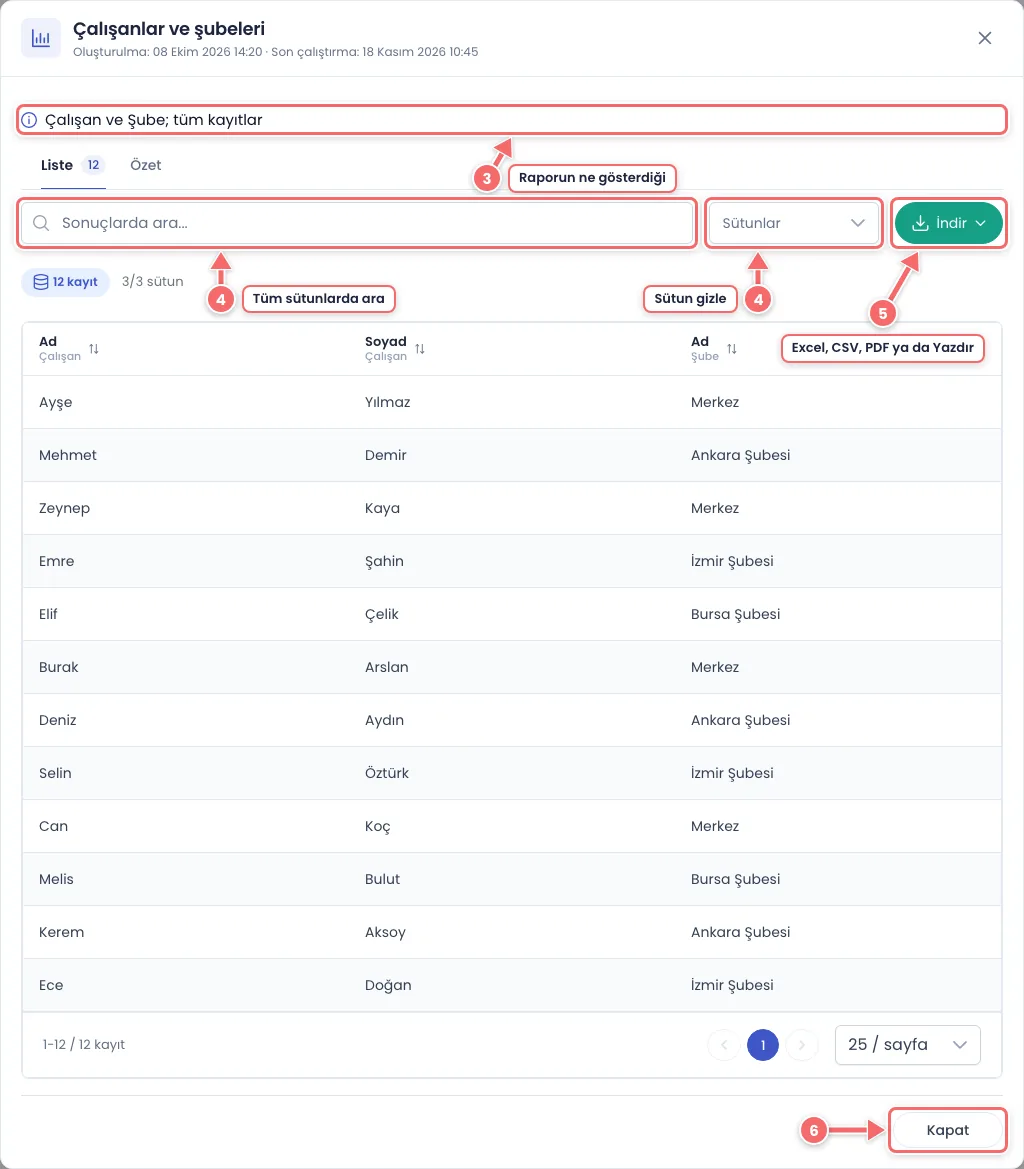 Çalışanlar ve şubeleri
Oluşturulma: 08 Ekim 2026 14:20 · Son çalıştırma: 18 Kasım 2026 10:45
Çalışan ve Şube; tüm kayıtlar
Liste 12 Özet
3 Raporun ne gösterdiği
Sonuçlarda ara... Sütunlar İndir
12 kayıt 3/3 sütun
4 Tüm sütunlarda ara Sütun gizle 4
5
Excel, CSV, PDF ya da Yazdır
Ad Soyad Ad
Çalışan Çalışan Şube
Ayşe Yılmaz Merkez
Mehmet Demir Ankara Şubesi
Zeynep Kaya Merkez
Emre Şahin İzmir Şubesi
Elif Çelik Bursa Şubesi
Burak Arslan Merkez
Deniz Aydın Ankara Şubesi
Selin Öztürk İzmir Şubesi
Can Koç Merkez
Melis Bulut Bursa Şubesi
Kerem Aksoy Ankara Şubesi
Ece Doğan İzmir Şubesi
1-12 / 12 kayıt 1 25 / sayfa
6 Kapat